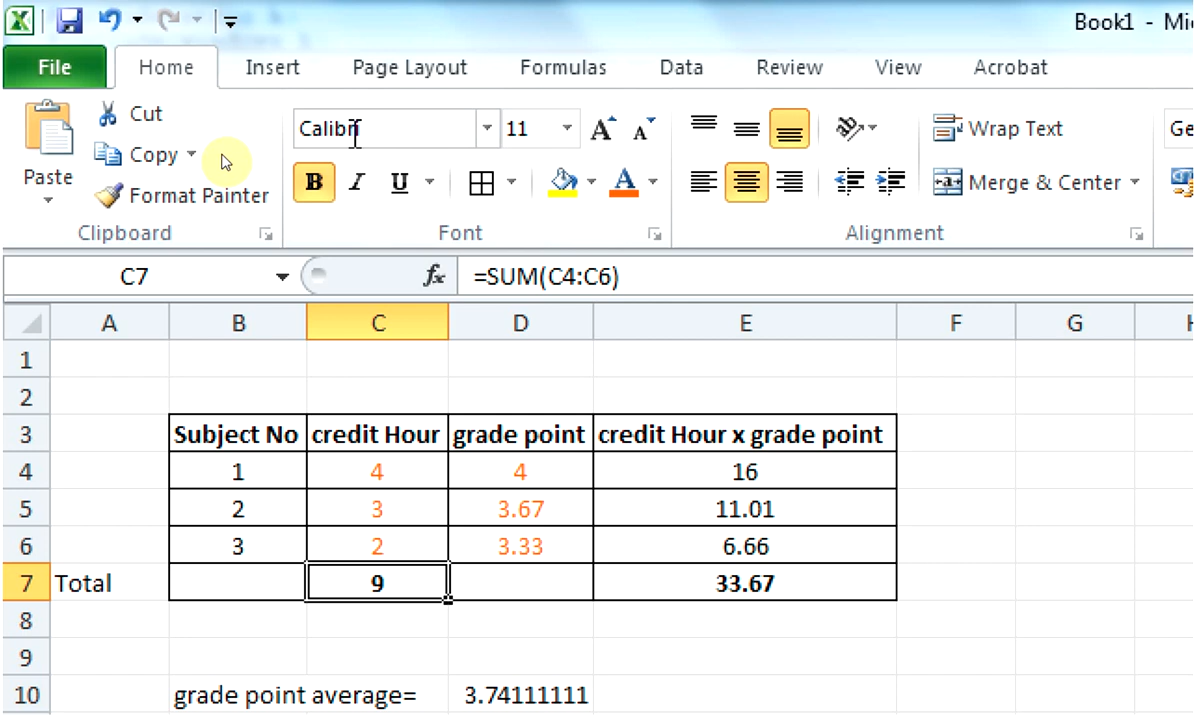 Book1 - Mi
File Home Insert Page Layout Formulas Data Review View Acrobat
Paste
Cut
Copy
Format Painter
Clipboard
Calibri 11
B I U A
Font
Wrap Text
Merge & Center
Alignment
Ge
C7 fx =SUM(C4:C6)
A B C D E F G H
1
2
3 Subject No credit Hour grade point credit Hour x grade point
4 1 4 4 16
5 2 3 3.67 11.01
6 3 2 3.33 6.66
7 Total 9 33.67
8
9
10 grade point average= 3.74111111